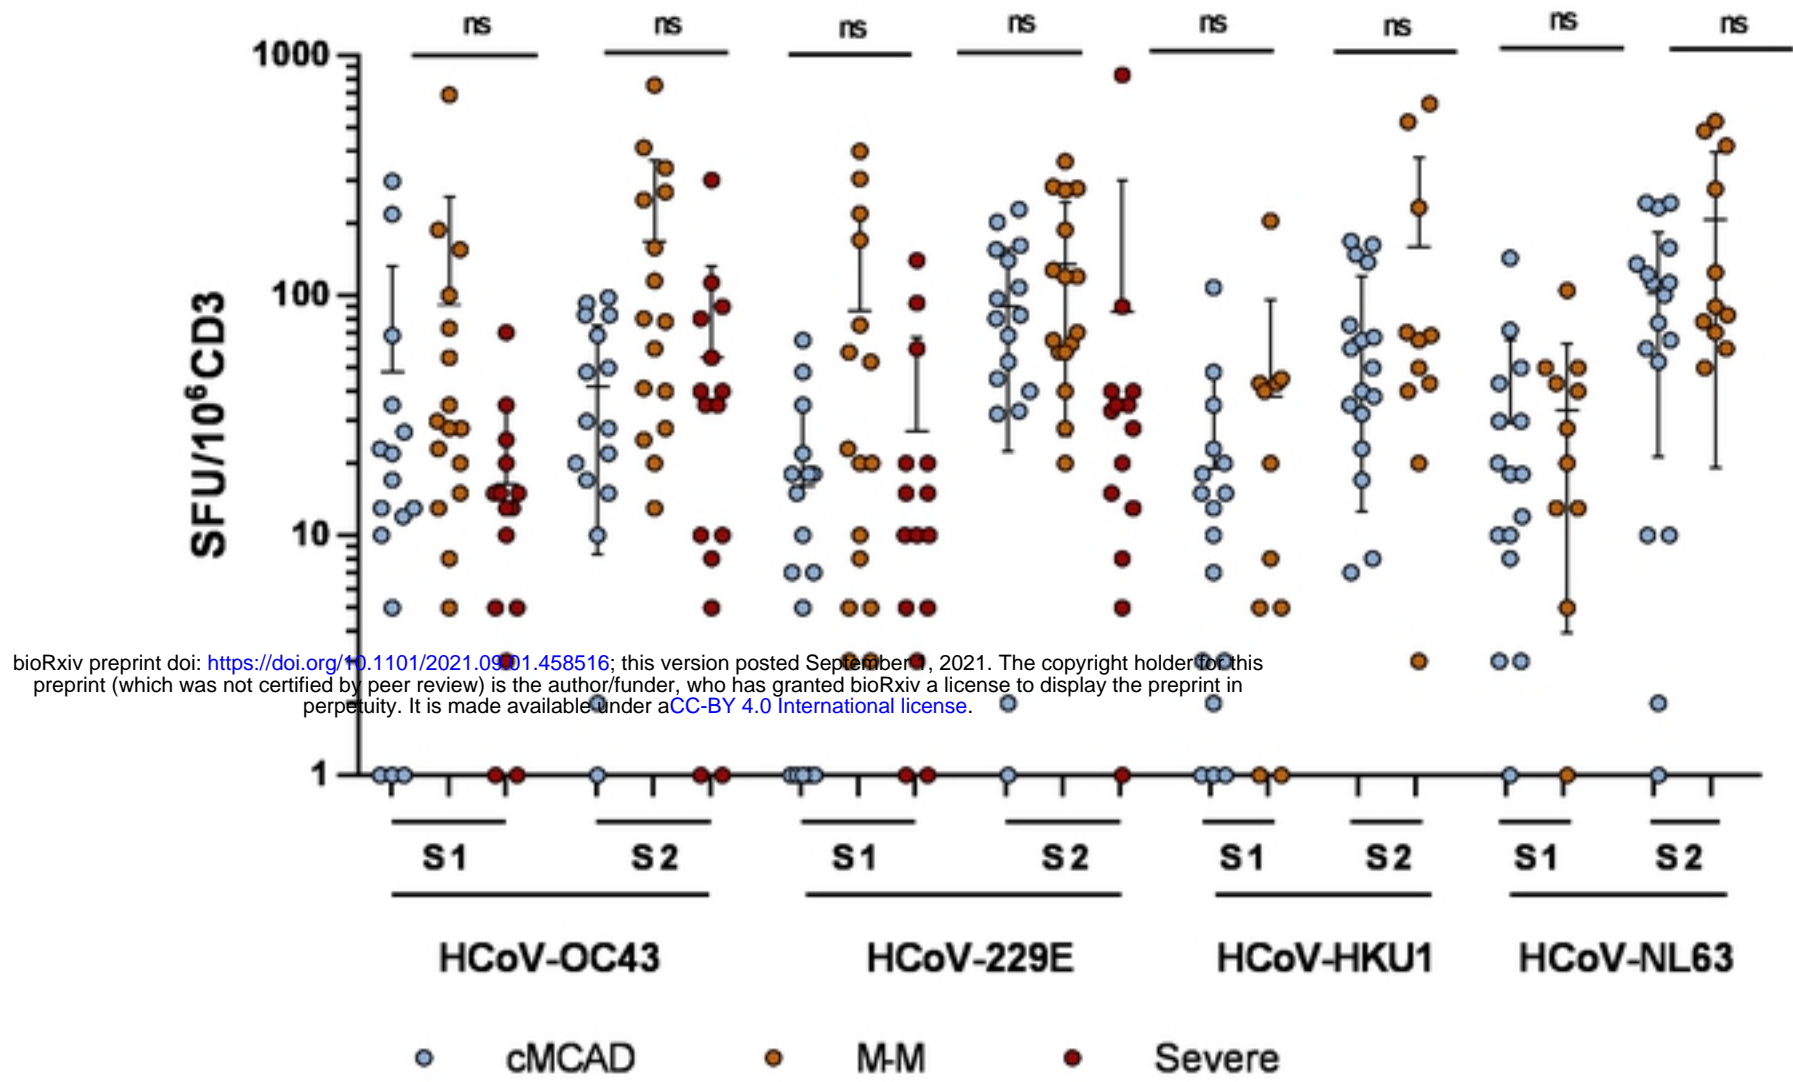 ns ns ns ns ns ns ns ns
1000
100
10
1
SFU/10⁶CD3
bioRxiv preprint doi: https://doi.org/10.1101/2021.09.01.458516; this version posted September 1, 2021. The copyright holder for this
preprint (which was not certified by peer review) is the author/funder, who has granted bioRxiv a license to display the preprint in
perpetuity. It is made available under aCC-BY 4.0 International license.
S1 S2 S1 S2 S1 S2 S1 S2
HCoV-OC43 HCoV-229E HCoV-HKU1 HCoV-NL63
cMCAD M-M Severe